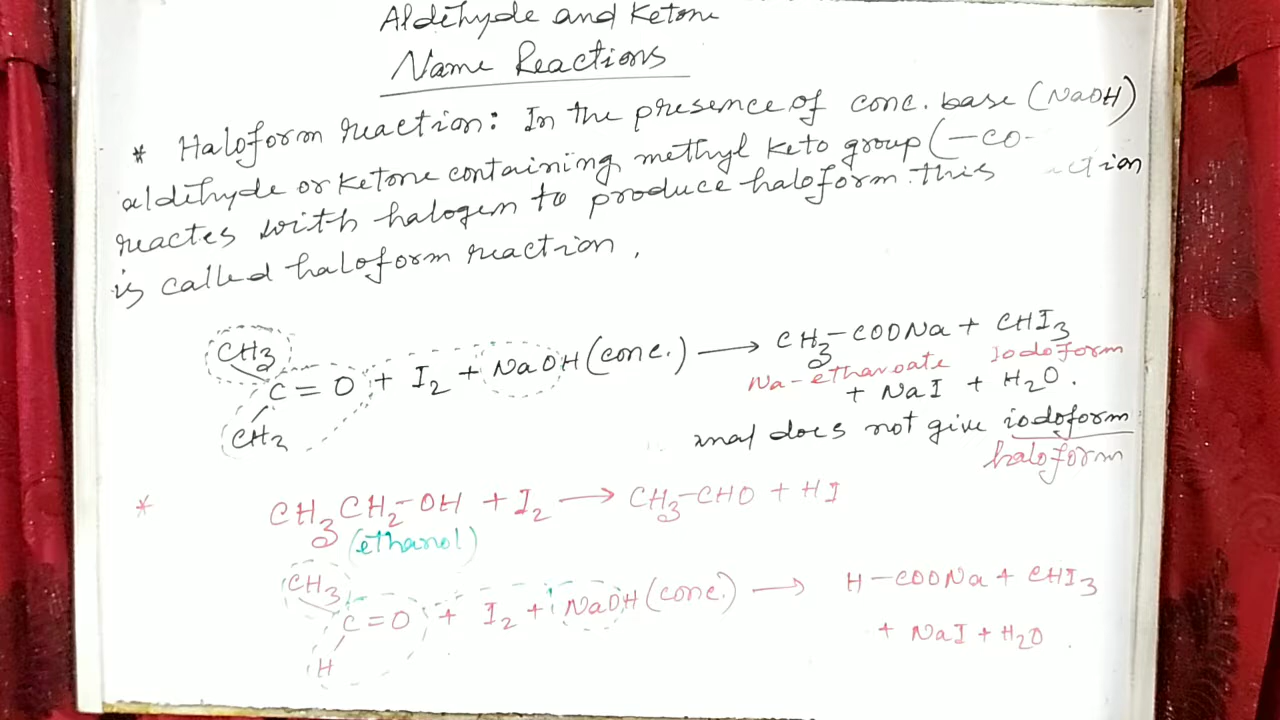 Aldehyde and Ketone
Name Reactions
* Haloform reaction: In the presence of conc. base (NaOH)
aldehyde or Ketone containing methyl keto group (-CO-
reactes with halogen to produce haloform. this ction
is called haloform reaction,
CH3
C = O + I2 + NaOH (conc.) → CH3-COONa + CHI3
Na-ethanoate Iodoform
+ NaI + H2O.
CH3
does not give iodoform
haloform
* CH3CH2-OH + I2 → CH3-CHO + HI
(ethanol)
CH3
C=O + I2 + NaOH (conc.) → H-COONa + CHI3
+ NaI + H2O.
H